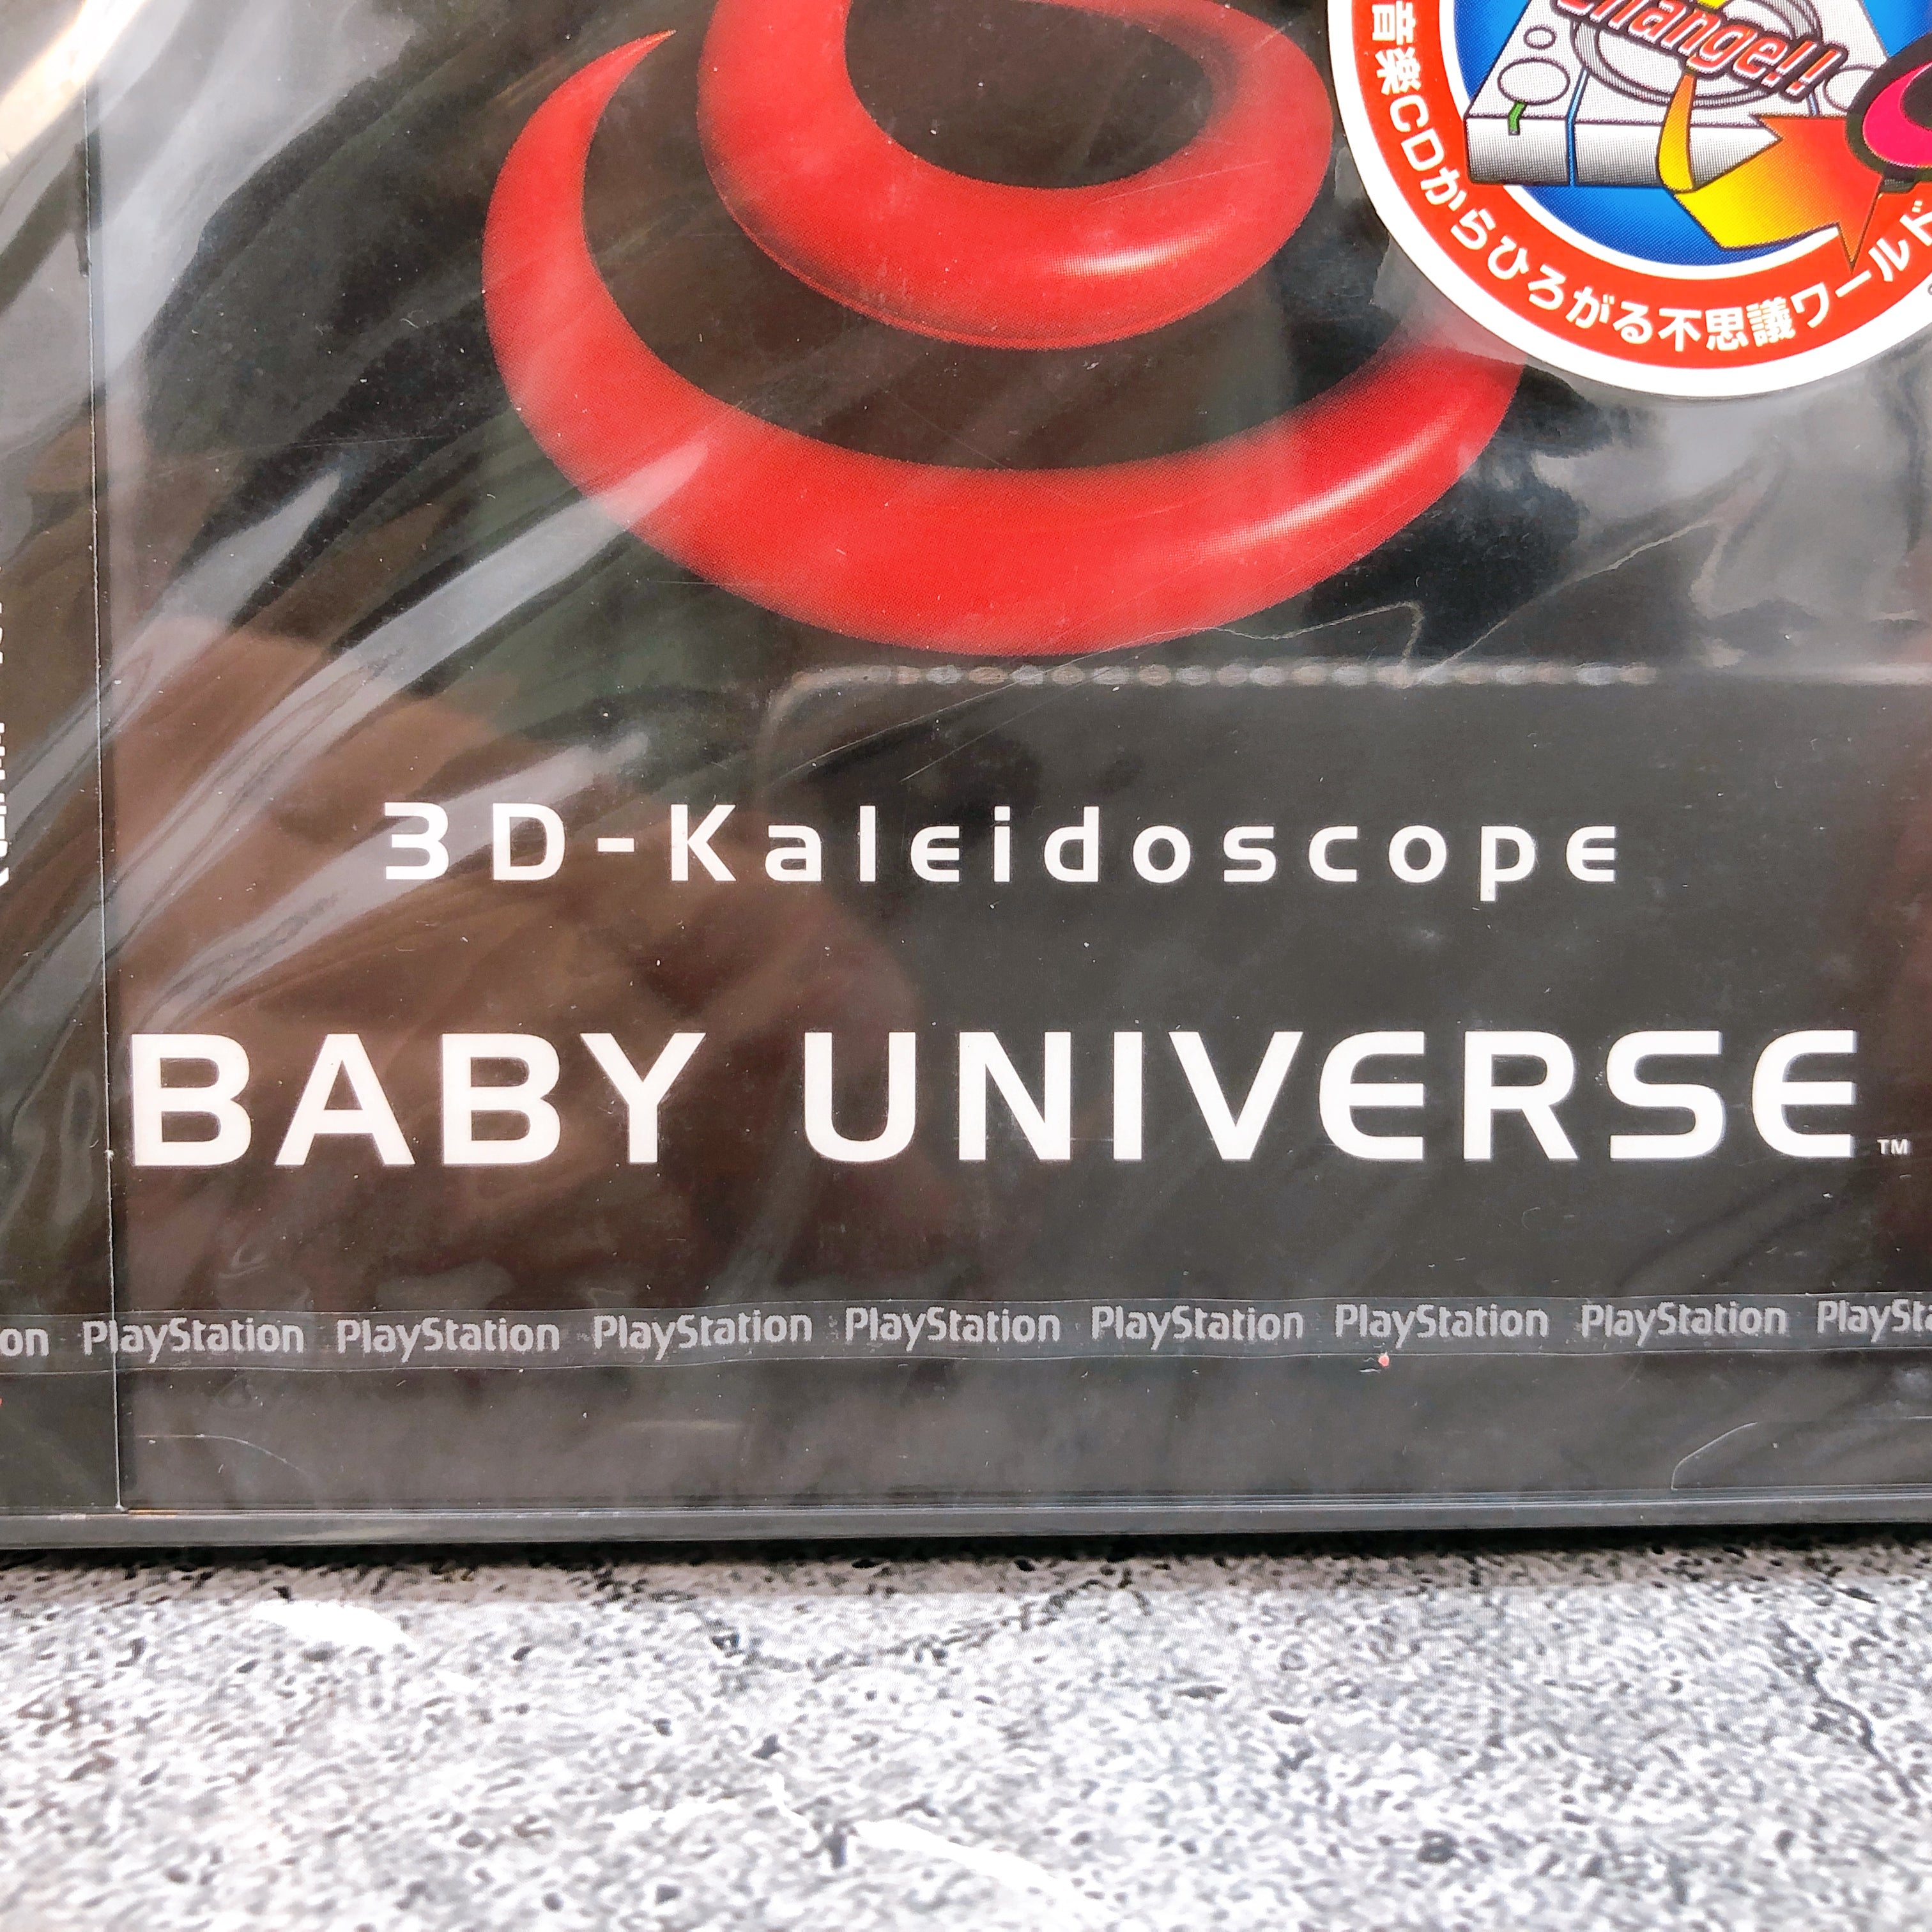 Change!!
音楽CDからひろがる不思議ワールド
3D-Kaleidoscope
BABY UNIVERSE™
PlayStation PlayStation PlayStation PlayStation PlayStation PlayStation PlayStation